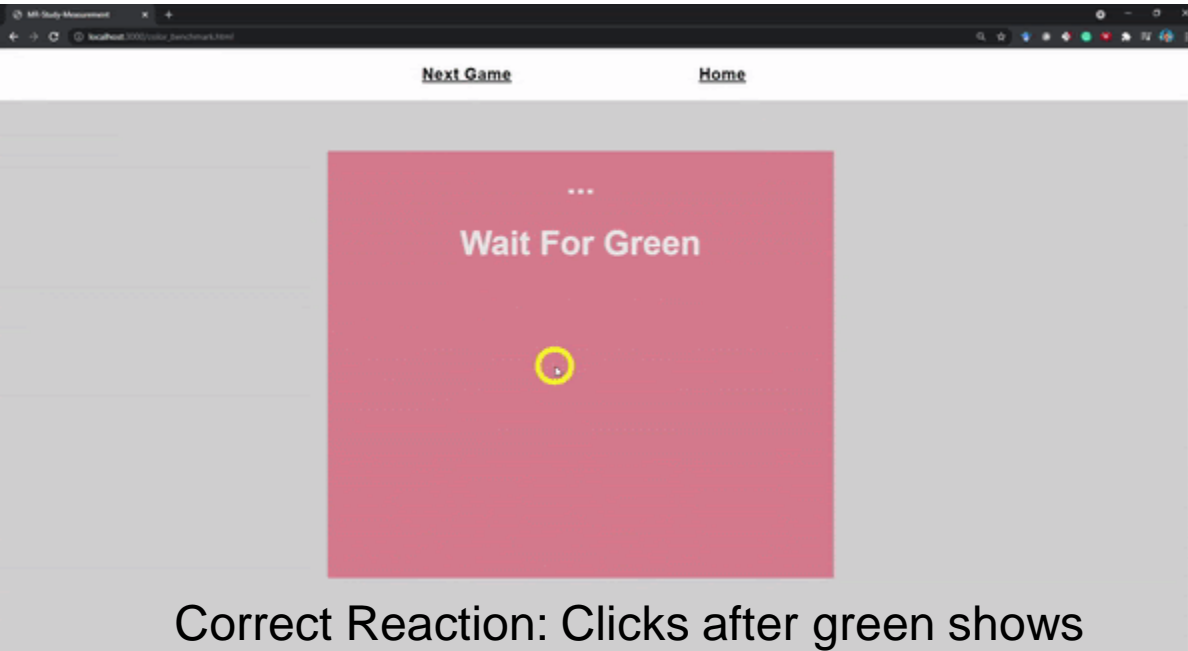 MR-Study-Measurement
localhost:3000/color_benchmark.html
Next Game
Home
...
Wait For Green
Correct Reaction: Clicks after green shows